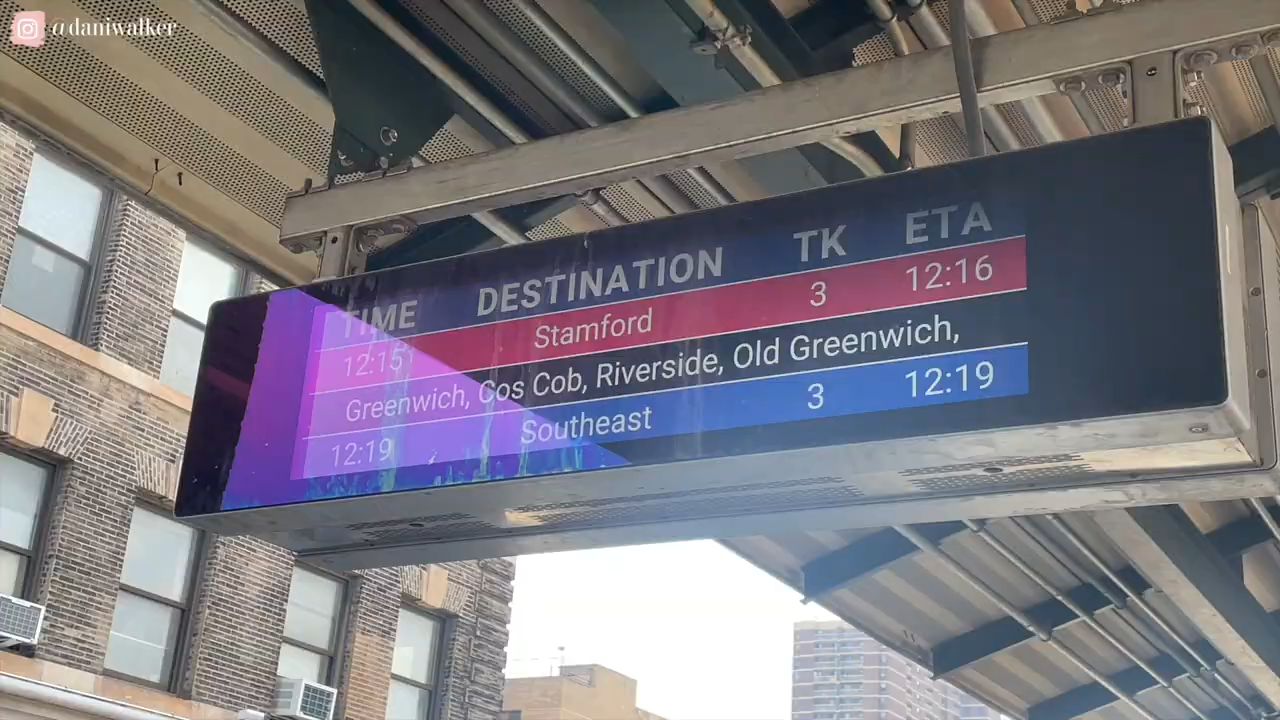 @daniwalker
TIME DESTINATION TK ETA
12:15 Stamford 3 12:16
Greenwich, Cos Cob, Riverside, Old Greenwich,
12:19 Southeast 3 12:19